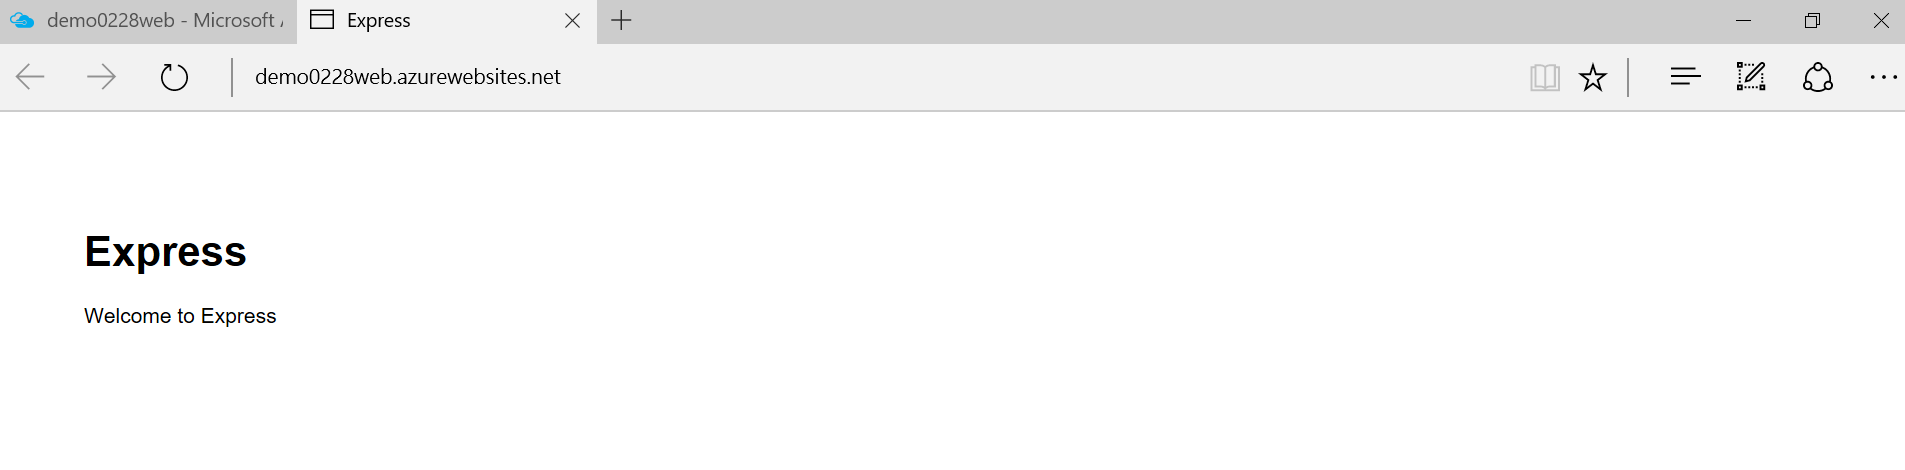 demo0228web - Microsoft
Express
demo0228web.azurewebsites.net
Express
Welcome to Express